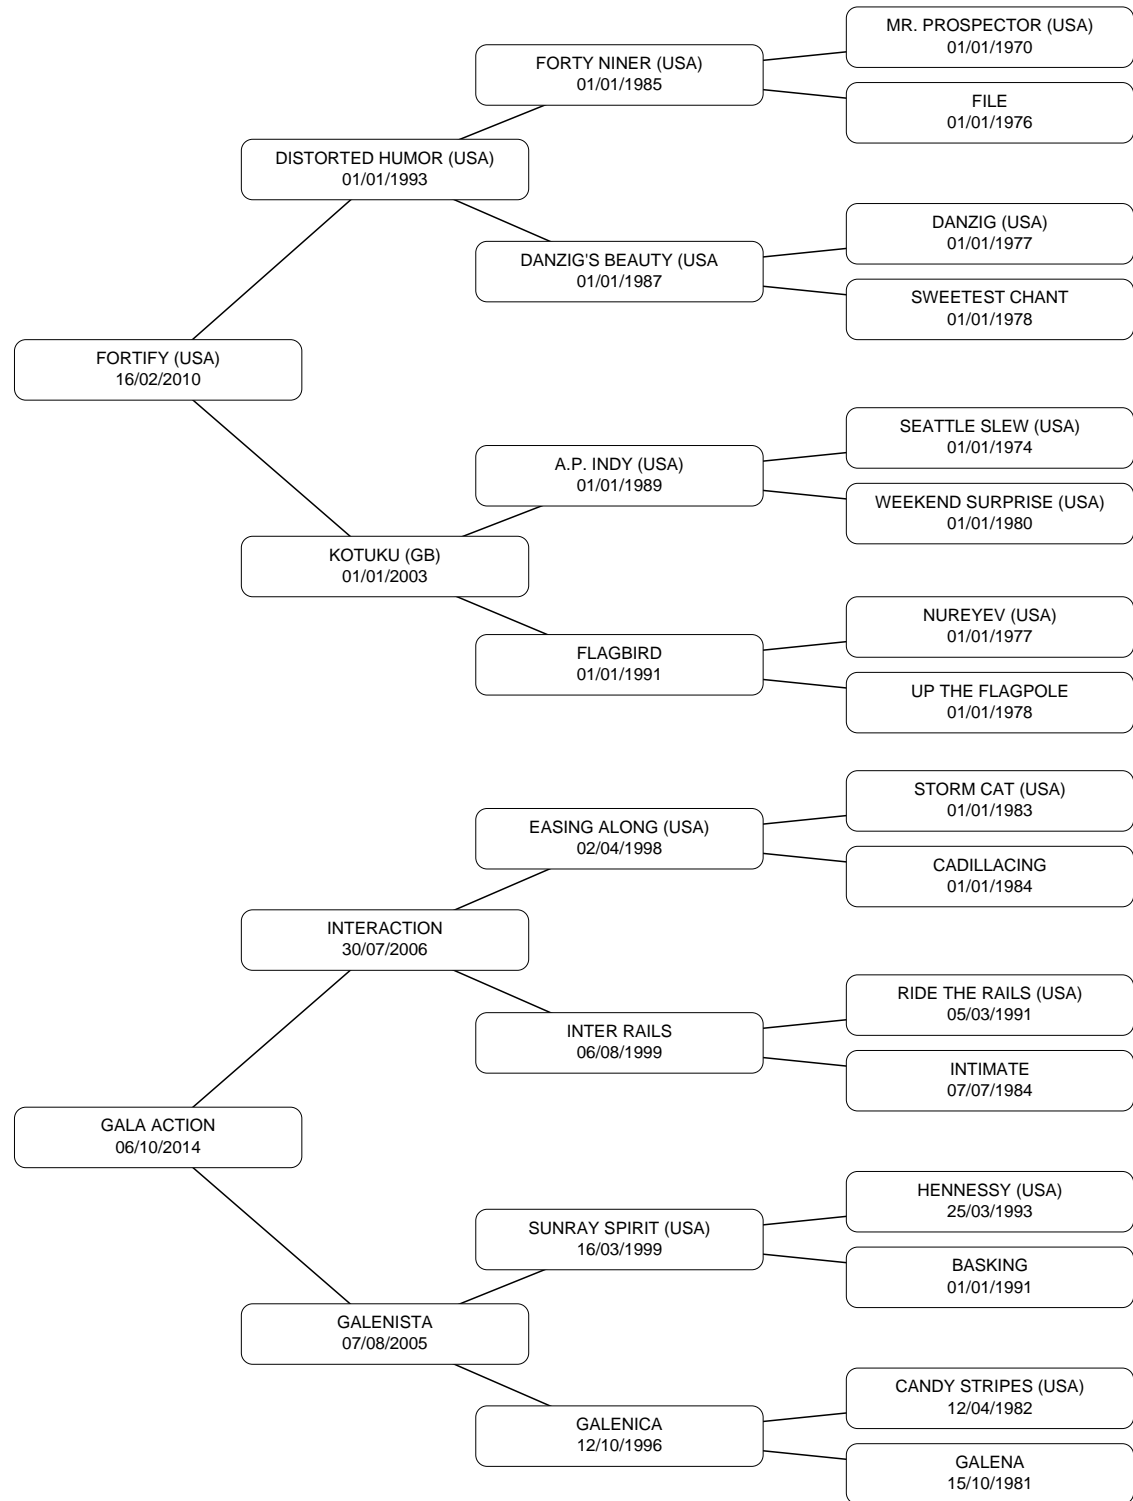 MR. PROSPECTOR (USA)
01/01/1970
FORTY NINER (USA)
01/01/1985
FILE
01/01/1976
DISTORTED HUMOR (USA)
01/01/1993
DANZIG (USA)
01/01/1977
DANZIG'S BEAUTY (USA
01/01/1987
SWEETEST CHANT
01/01/1978
FORTIFY (USA)
16/02/2010
SEATTLE SLEW (USA)
01/01/1974
A.P. INDY (USA)
01/01/1989
WEEKEND SURPRISE (USA)
01/01/1980
KOTUKU (GB)
01/01/2003
NUREYEV (USA)
01/01/1977
FLAGBIRD
01/01/1991
UP THE FLAGPOLE
01/01/1978
STORM CAT (USA)
01/01/1983
EASING ALONG (USA)
02/04/1998
CADILLACING
01/01/1984
INTERACTION
30/07/2006
RIDE THE RAILS (USA)
05/03/1991
INTER RAILS
06/08/1999
INTIMATE
07/07/1984
GALA ACTION
06/10/2014
HENNESSY (USA)
25/03/1993
SUNRAY SPIRIT (USA)
16/03/1999
BASKING
01/01/1991
GALENISTA
07/08/2005
CANDY STRIPES (USA)
12/04/1982
GALENICA
12/10/1996
GALENA
15/10/1981